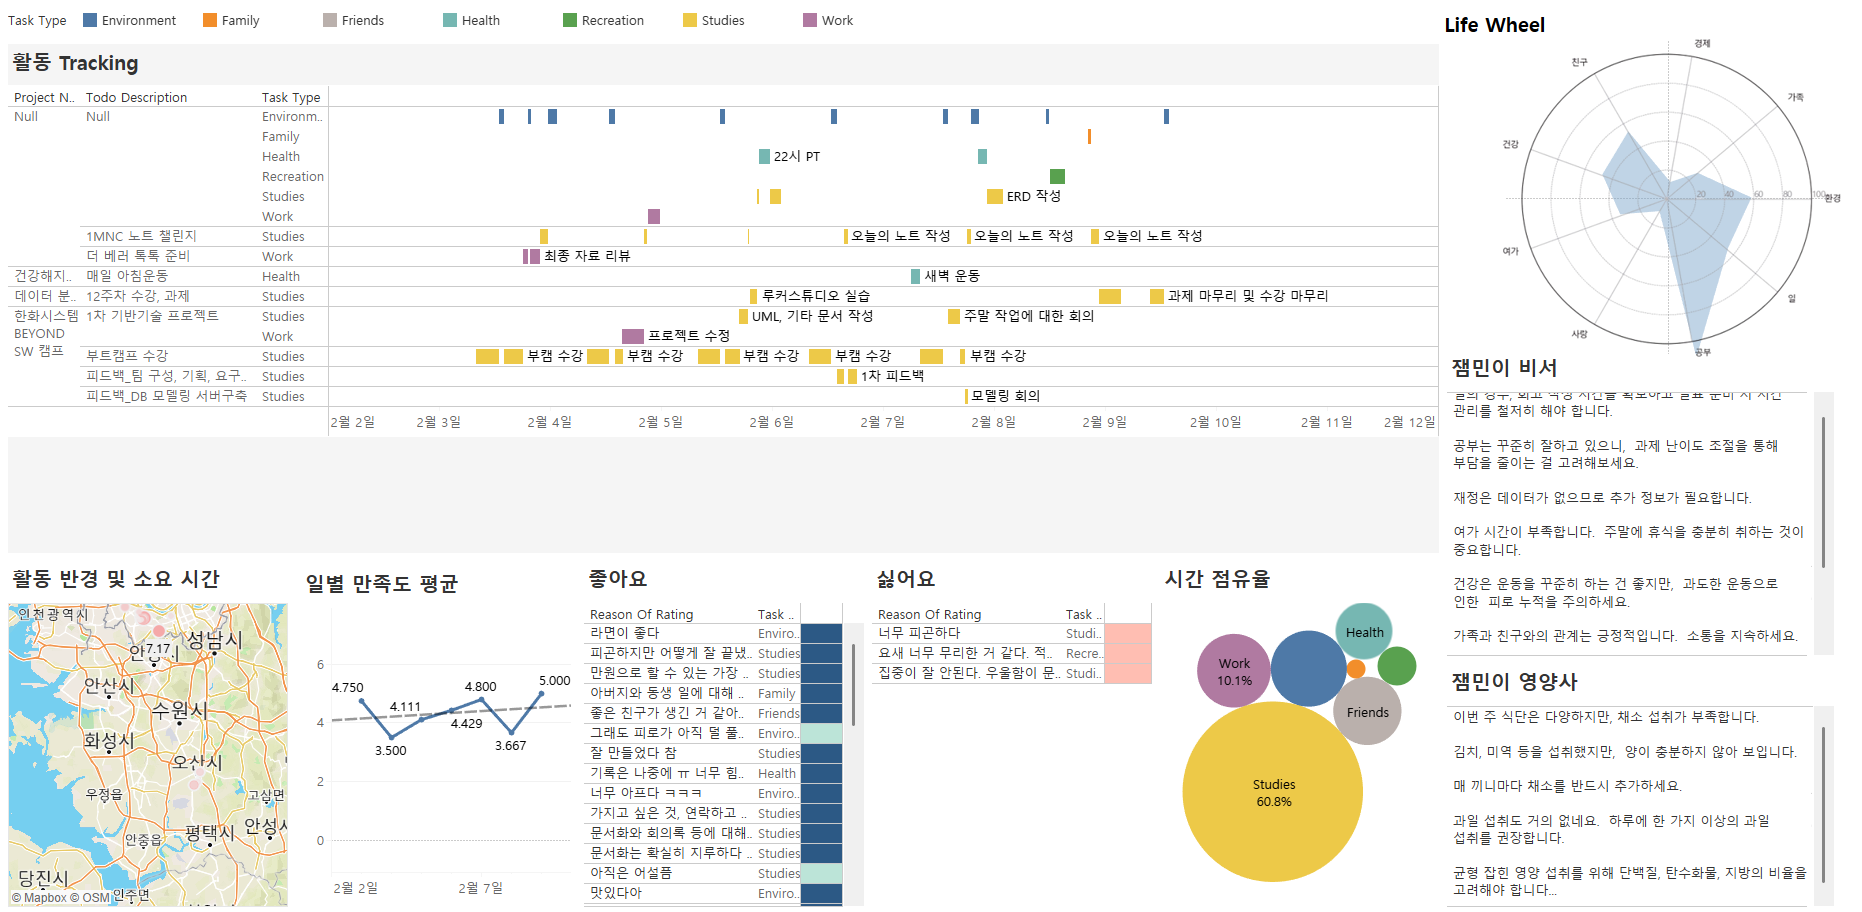 Task Type Environment Family Friends Health Recreation Studies Work
활동 Tracking
Project N.. Todo Description Task Type
Null Null Environm..
Family
Health 22시 PT
Recreation
Studies ERD 작성
Work
1MNC 노트 챌린지 Studies 오늘의 노트 작성 오늘의 노트 작성 오늘의 노트 작성
더 베러 톡톡 준비 Work 최종 자료 리뷰
건강해지.. 매일 아침운동 Health 새벽 운동
데이터 분.. 12주차 수강, 과제 Studies 루커스튜디오 실습 과제 마무리 및 수강 마무리
한화시스템 1차 기반기술 프로젝트 Studies UML, 기타 문서 작성 주말 작업에 대한 회의
BEYOND Work 프로젝트 수정
SW 캠프 부트캠프 수강 Studies 부캠 수강 부캠 수강 부캠 수강 부캠 수강 부캠 수강
피드백_팀 구성, 기획, 요구.. Studies 1차 피드백
피드백_DB 모델링 서버구축 Studies 모델링 회의
2월 2일 2월 3일 2월 4일 2월 5일 2월 6일 2월 7일 2월 8일 2월 9일 2월 10일 2월 11일 2월 12일
Life Wheel
경제
친구
가족
건강
20 40 60 80 100
환경
여가
일
사랑
공부
잼민이 비서
관리를 철저히 해야 합니다.
공부는 꾸준히 잘하고 있으니, 과제 난이도 조절을 통해
부담을 줄이는 걸 고려해보세요.
재정은 데이터가 없으므로 추가 정보가 필요합니다.
여가 시간이 부족합니다. 주말에 휴식을 충분히 취하는 것이
중요합니다.
건강은 운동을 꾸준히 하는 건 좋지만, 과도한 운동으로
인한 피로 누적을 주의하세요.
가족과 친구와의 관계는 긍정적입니다. 소통을 지속하세요.
활동 반경 및 소요 시간
인천광역시
성남시
7.17
안산시
수원시
화성시
오산시
우정읍
고삼면
안중읍
평택시
안성시
당진시
인주면
© Mapbox © OSM
일별 만족도 평균
6
4
2
0
4.750
3.500
4.111
4.429
4.800
3.667
5.000
2월 2일 2월 7일
좋아요
Reason Of Rating Task ..
라면이 좋다 Enviro..
피곤하지만 어떻게 잘 끝냈.. Studies
만원으로 할 수 있는 가장 .. Studies
아버지와 동생 일에 대해 .. Family
좋은 친구가 생긴 거 같아.. Friends
그래도 피로가 아직 덜 풀.. Enviro..
잘 만들었다 참 Studies
기록은 나중에 ㅠ 너무 힘.. Health
너무 아프다 ㅋㅋㅋ Enviro..
가지고 싶은 것, 연락하고 .. Studies
문서화와 회의록 등에 대해.. Studies
문서화는 확실히 지루하다 .. Studies
아직은 어설픔 Studies
맛있다아 Enviro..
싫어요
Reason Of Rating Task ..
너무 피곤하다 Studi..
요새 너무 무리한 거 같다. 적.. Recre..
집중이 잘 안된다. 우울함이 문.. Studi..
시간 점유율
Health
Work
10.1%
Friends
Studies
60.8%
잼민이 영양사
이번 주 식단은 다양하지만, 채소 섭취가 부족합니다.
김치, 미역 등을 섭취했지만, 양이 충분하지 않아 보입니다.
매 끼니마다 채소를 반드시 추가하세요.
과일 섭취도 거의 없네요. 하루에 한 가지 이상의 과일
섭취를 권장합니다.
균형 잡힌 영양 섭취를 위해 단백질, 탄수화물, 지방의 비율을
고려해야 합니다...